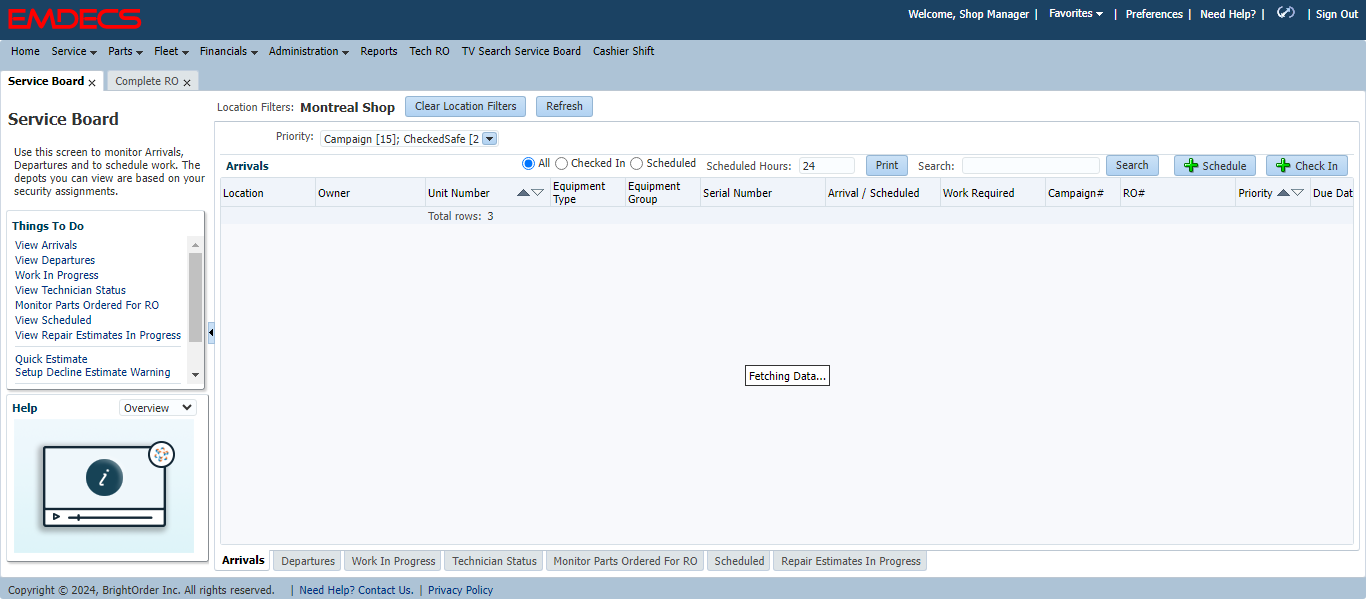 EMDECS
Welcome, Shop Manager | Favorites | Preferences | Need Help? | | Sign Out
Home Service Parts Fleet Financials Administration Reports Tech RO TV Search Service Board Cashier Shift
Service Board x Complete RO x
Service Board
Use this screen to monitor Arrivals,
Departures and to schedule work. The
depots you can view are based on your
security assignments.
Things To Do
View Arrivals
View Departures
Work In Progress
View Technician Status
Monitor Parts Ordered For RO
View Scheduled
View Repair Estimates In Progress
Quick Estimate
Setup Decline Estimate Warning
Help Overview
i
Location Filters: Montreal Shop Clear Location Filters Refresh
Priority: Campaign [15]; CheckedSafe [2
Arrivals All Checked In Scheduled Scheduled Hours: 24 Print Search: Search Schedule Check In
Location Owner Unit Number Equipment Type Equipment Group Serial Number Arrival / Scheduled Work Required Campaign# RO# Priority Due Dat
Total rows: 3
Fetching Data...
Arrivals Departures Work In Progress Technician Status Monitor Parts Ordered For RO Scheduled Repair Estimates In Progress
Copyright © 2024, BrightOrder Inc. All rights reserved. | Need Help? Contact Us. | Privacy Policy